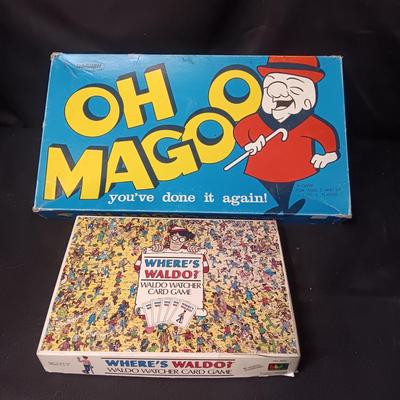 OH
MAGOO
you've done it again!
WHERE'S
WALDO?
WALDO WATCHER
CARD GAME
WHERE'S WALDO?
WALDO WATCHER CARD GAME